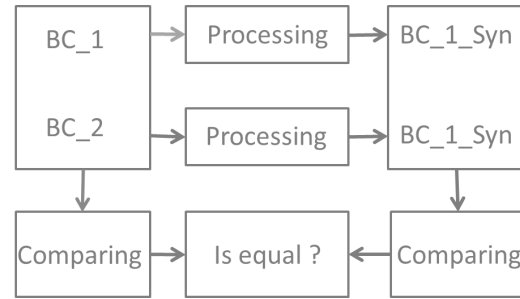 BC_1
Processing
BC_1_Syn
BC_2
Processing
BC_1_Syn
Comparing
Is equal ?
Comparing